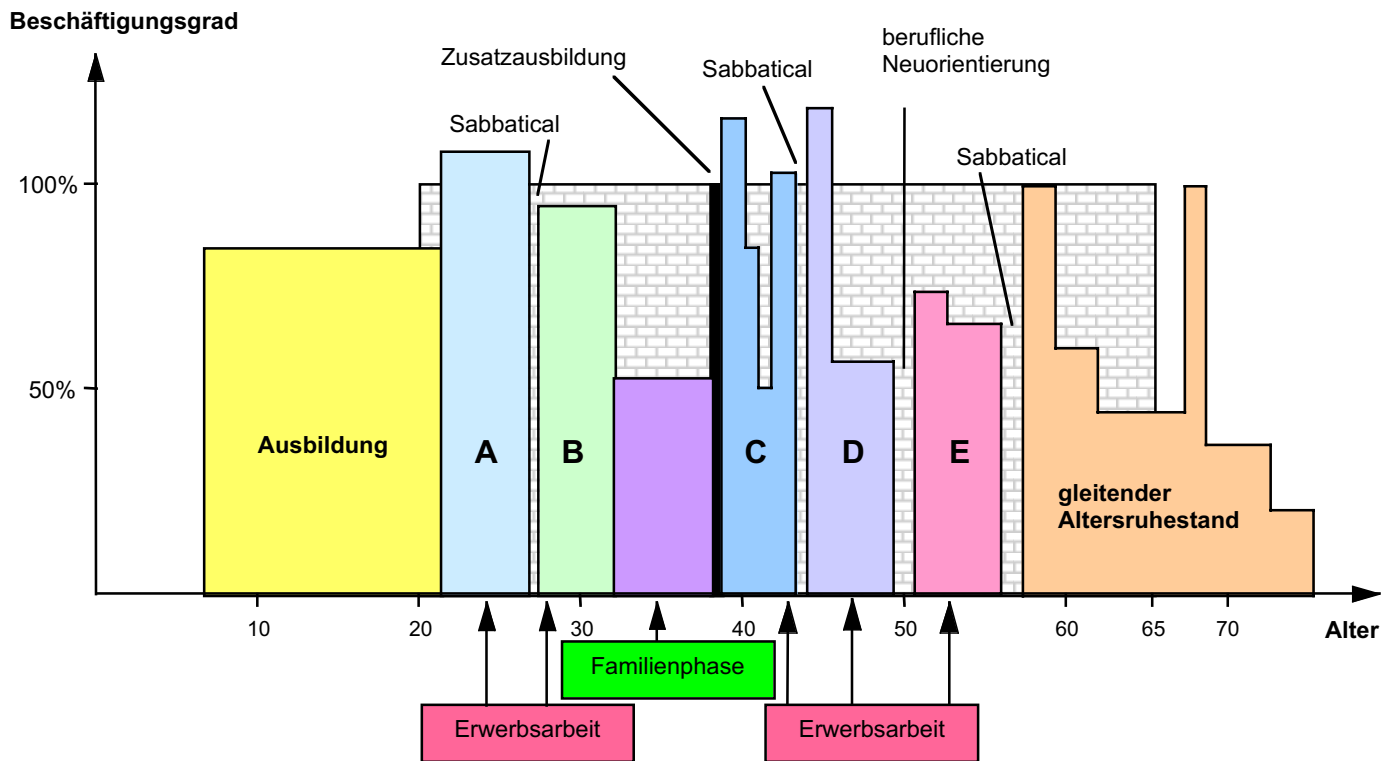 Beschäftigungsgrad
berufliche
Neuorientierung
Zusatzausbildung
Sabbatical
Sabbatical
Sabbatical
100%
50%
Ausbildung
A
B
C
D
E
gleitender
Altersruhestand
10
20
30
40
50
60
65
70
Alter
Familienphase
Erwerbsarbeit
Erwerbsarbeit